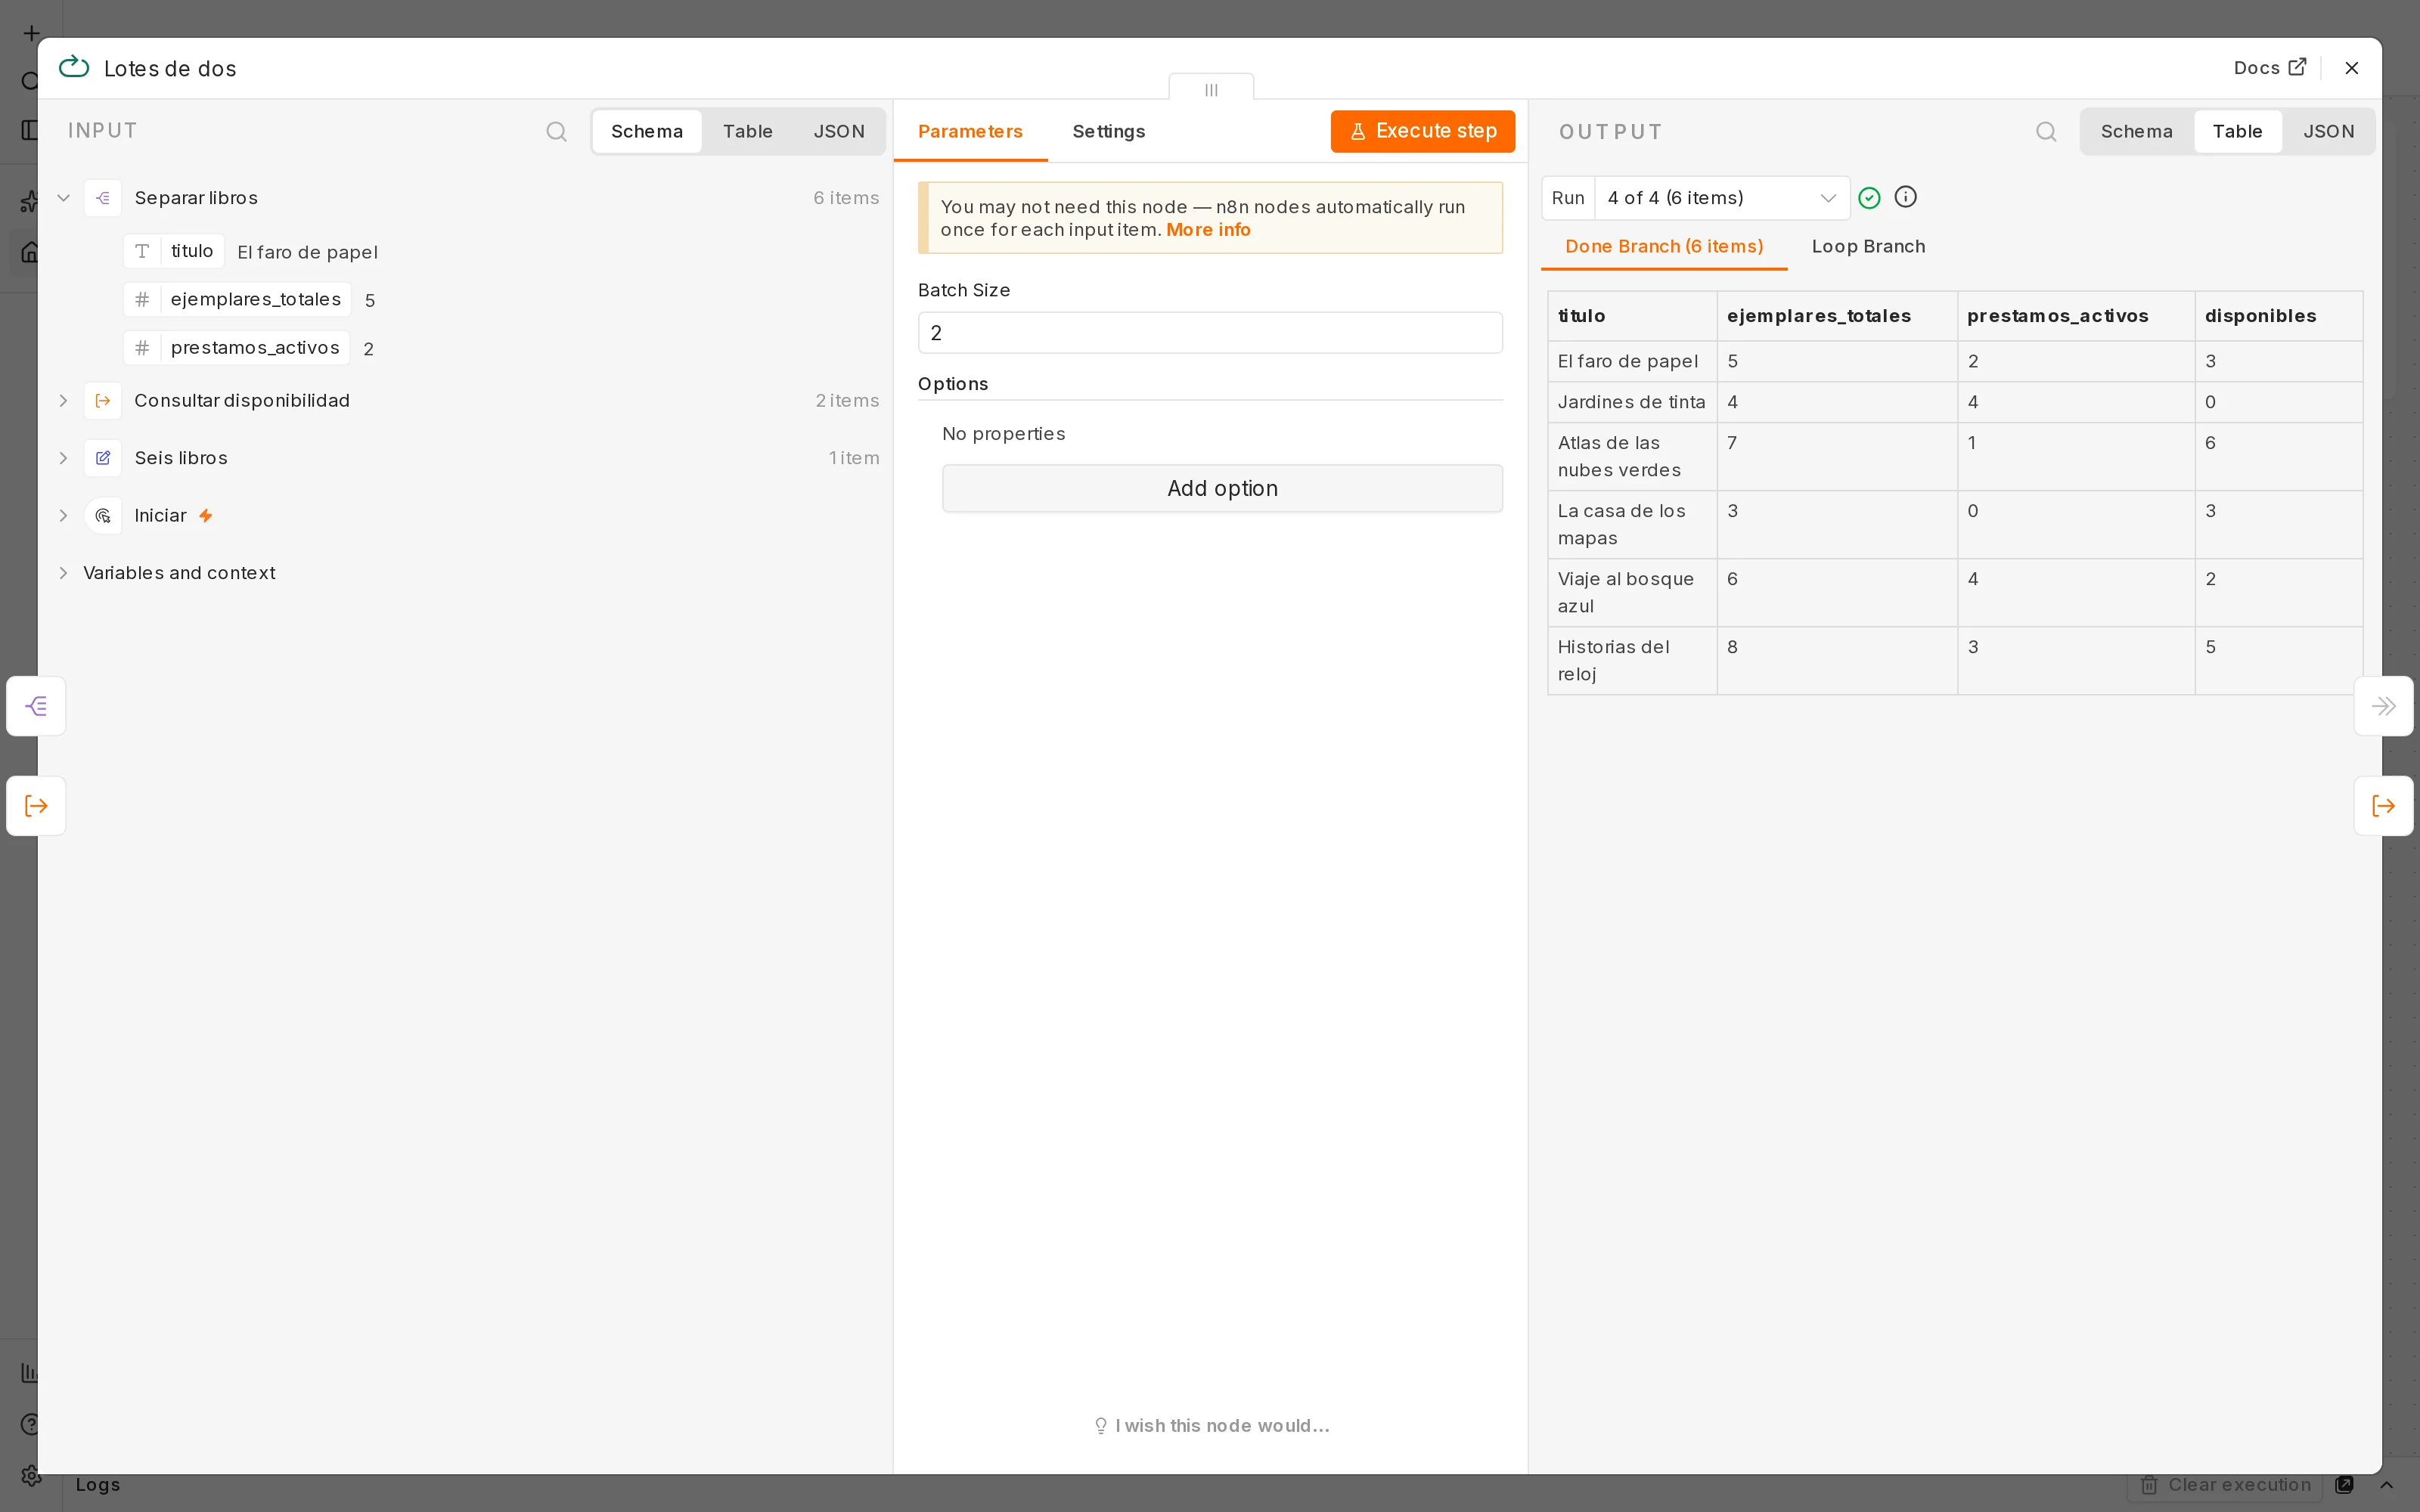 Lotes de dos
Docs
INPUT
Schema
Table
JSON
Separar libros
6 items
titulo
El faro de papel
ejemplares_totales
5
prestamos_activos
2
Consultar disponibilidad
2 items
Seis libros
1 item
Iniciar
Variables and context
Parameters
Settings
Execute step
You may not need this node — n8n nodes automatically run
once for each input item. More info
Batch Size
2
Options
No properties
Add option
I wish this node would...
OUTPUT
Schema
Table
JSON
Run
4 of 4 (6 items)
Done Branch (6 items)
Loop Branch
titulo ejemplares_totales prestamos_activos disponibles
El faro de papel 5 2 3
Jardines de tinta 4 4 0
Atlas de las 7 1 6
nubes verdes
La casa de los 3 0 3
mapas
Viaje al bosque 6 4 2
azul
Historias del 8 3 5
reloj
Logs
Clear execution